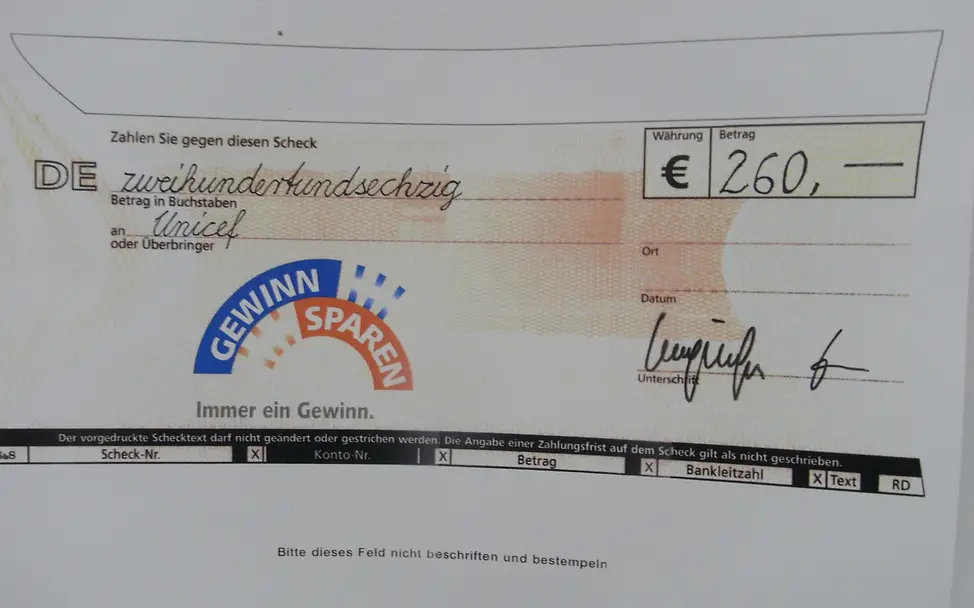 Zahlen Sie gegen diesen Scheck
Währung Betrag
€ 260,—
DE zweihundertundsechzig
Betrag in Buchstaben
an Unicef
oder Überbringer
Ort
Datum
GEWINN
SPAREN
Immer ein Gewinn.
Unterschrift
Der vorgedruckte Schecktext darf nicht geändert oder gestrichen werden. Die Angabe einer Zahlungsfrist auf dem Scheck gilt als nicht geschrieben.
Scheck-Nr. X Konto-Nr. X Betrag X Bankleitzahl X Text RD
Bitte dieses Feld nicht beschriften und bestempeln